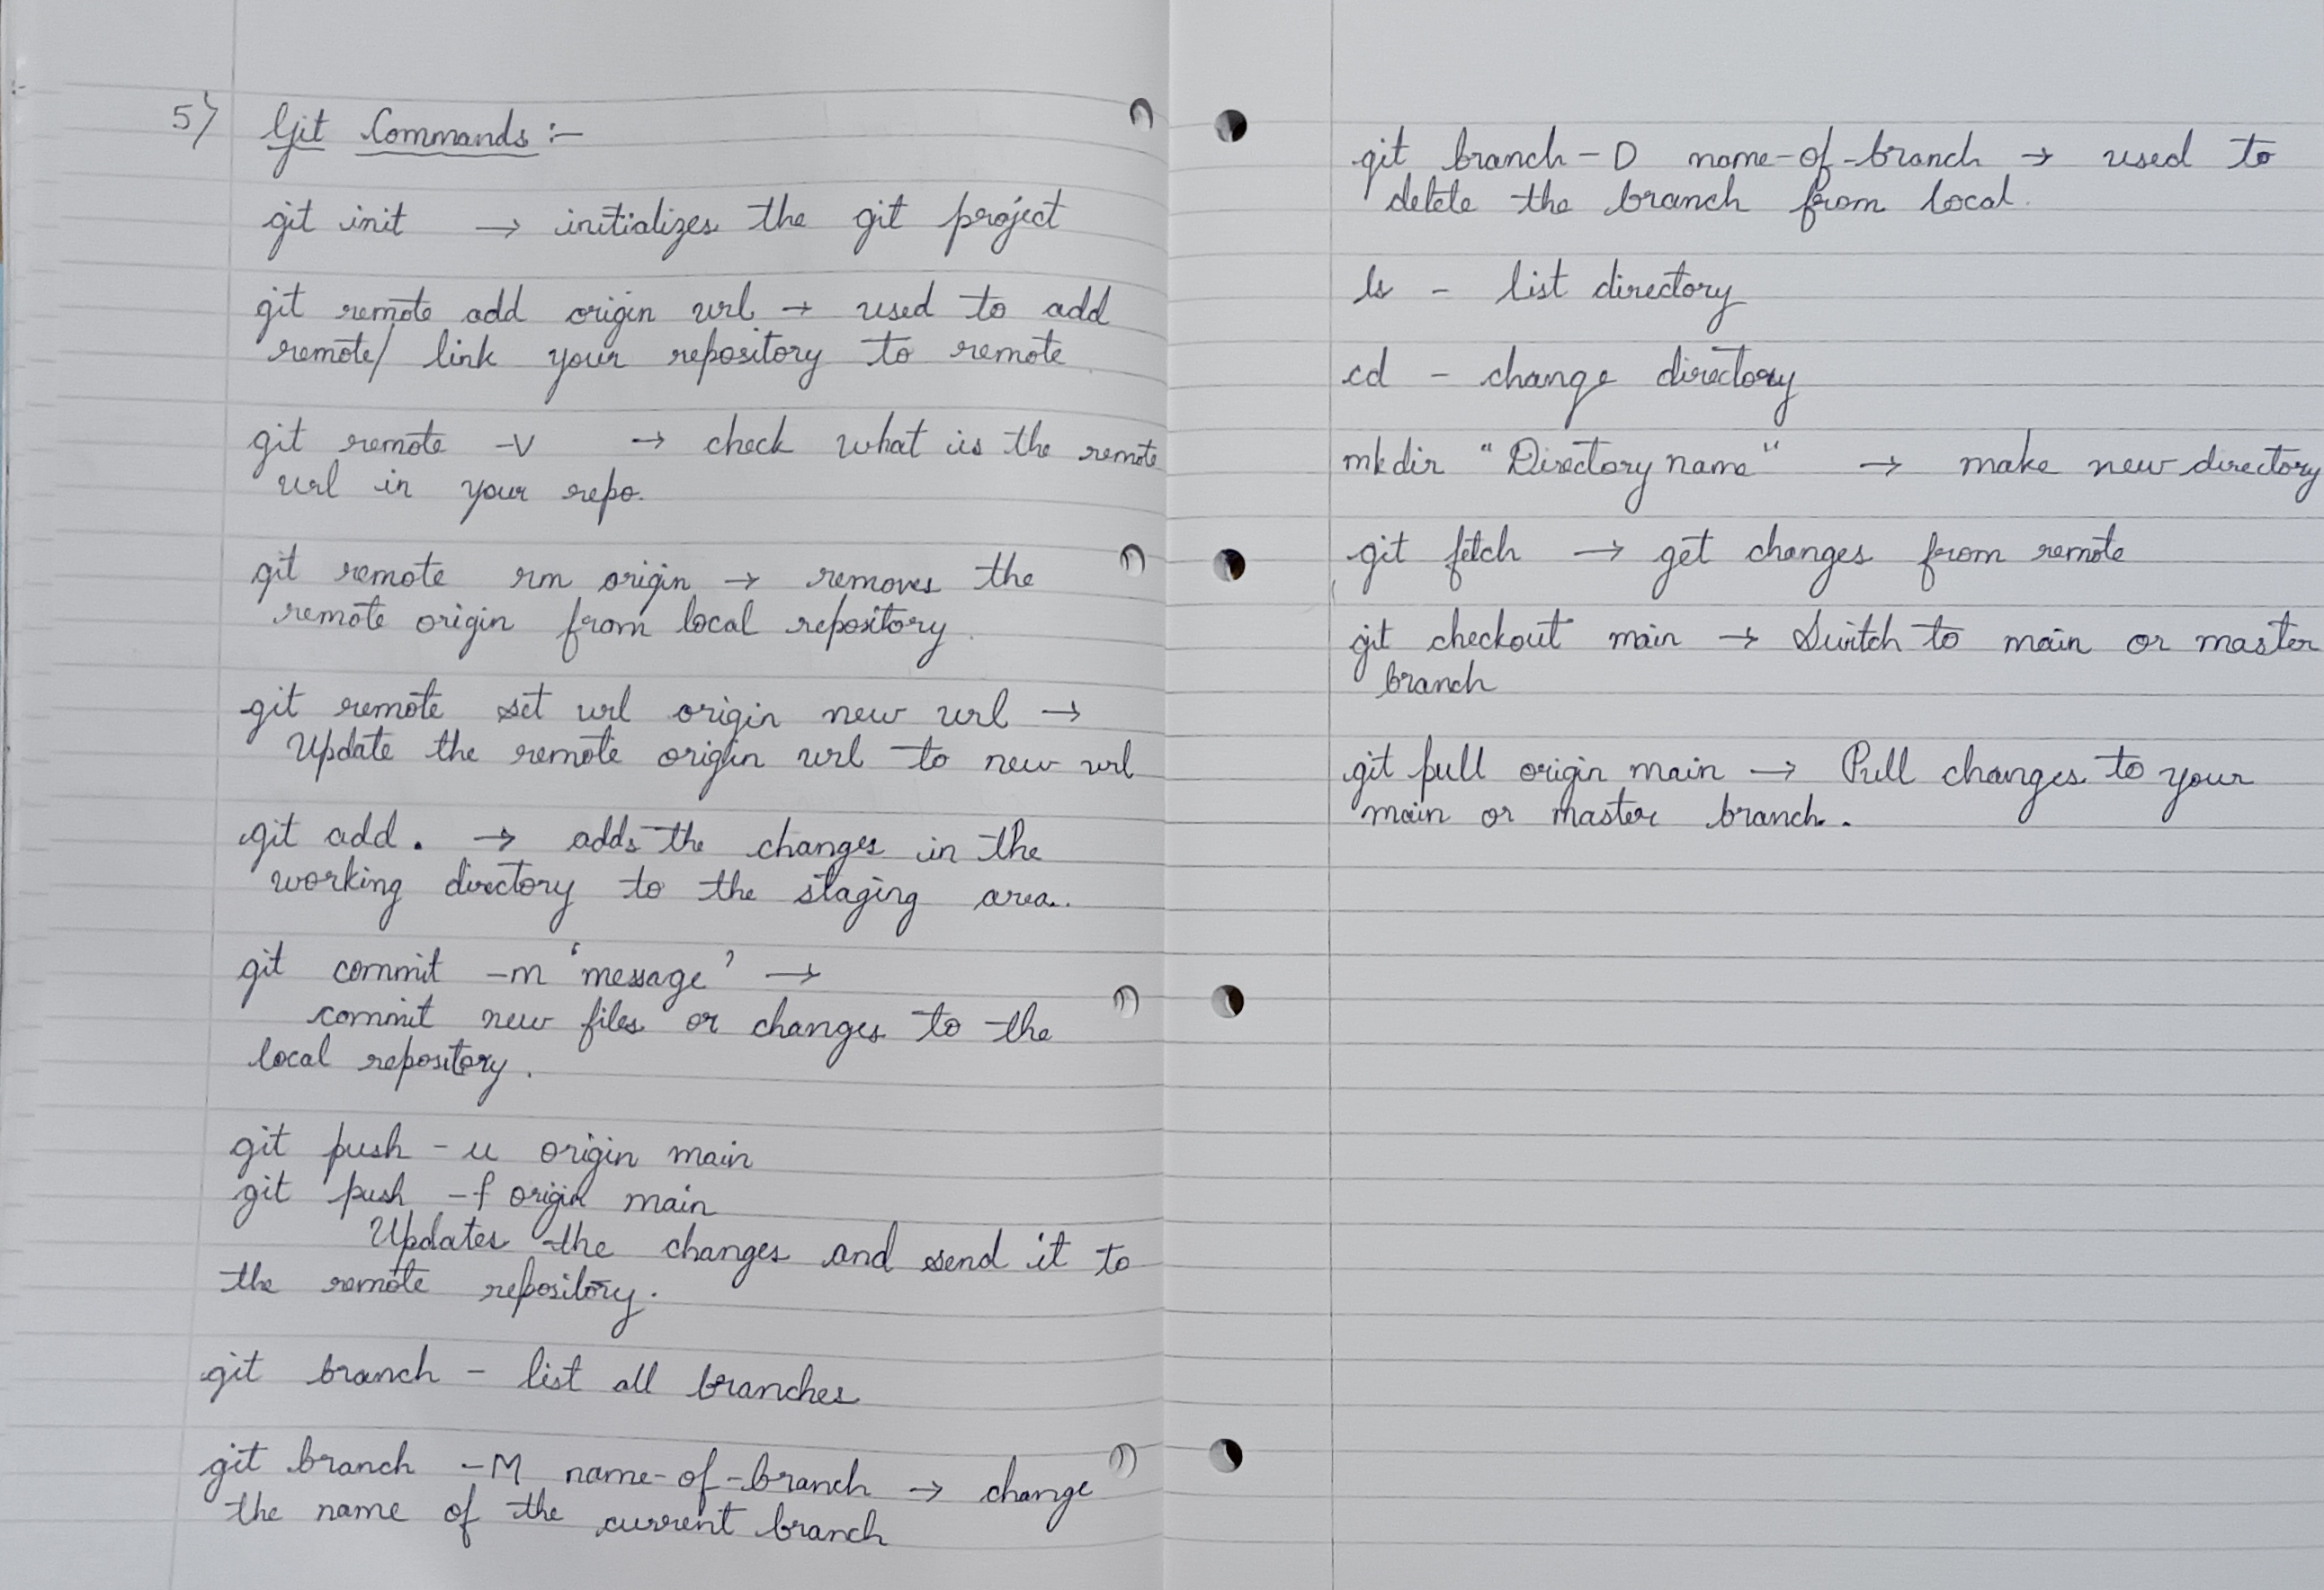 5) Git Commands :-
git init → initializes the git project
git remote add origin url → used to add
remote/ link your repository to remote
git remote -v → check what is the remote
url in your repo.
git remote rm origin → removes the
remote origin from local repository.
git remote set url origin new url →
Update the remote origin url to new url
git add . → adds the changes in the
working directory to the staging area.
git commit -m 'message' →
commit new files or changes to the
local repository.
git push -u origin main
git push -f origin main
Updates the changes and send it to
the remote repository.
git branch - list all branches
git branch -M name-of-branch → change
the name of the current branch
git branch -D name-of-branch → used to
delete the branch from local.
ls - list directory
cd - change directory
mkdir "Directory name" → make new directory
git fetch → get changes from remote
git checkout main → Switch to main or master
branch
git pull origin main → Pull changes to your
main or master branch.